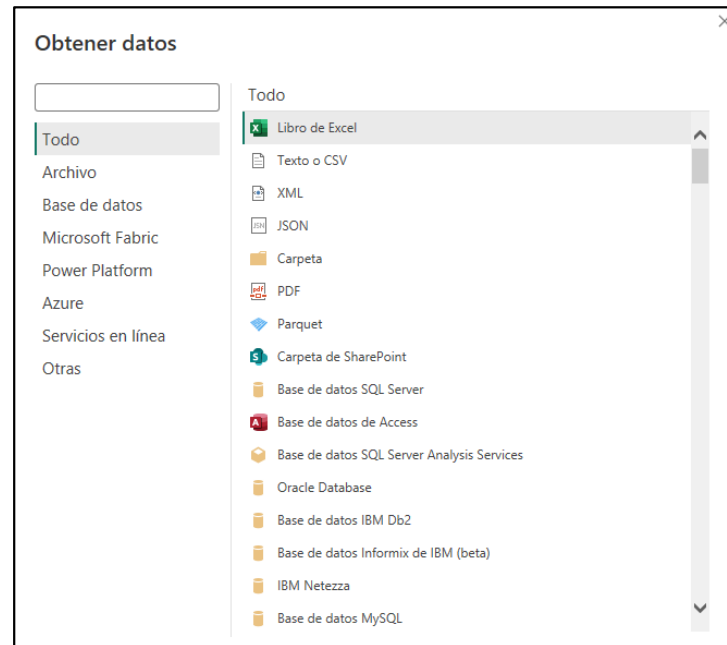 Obtener datos
Todo
Archivo
Base de datos
Microsoft Fabric
Power Platform
Azure
Servicios en línea
Otras
Todo
Libro de Excel
Texto o CSV
XML
JSON
Carpeta
PDF
Parquet
Carpeta de SharePoint
Base de datos SQL Server
Base de datos de Access
Base de datos SQL Server Analysis Services
Oracle Database
Base de datos IBM Db2
Base de datos Informix de IBM (beta)
IBM Netezza
Base de datos MySQL